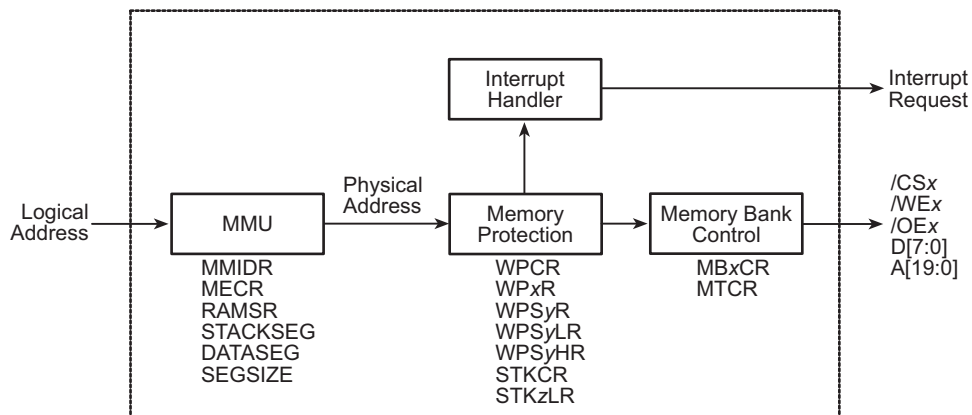 Interrupt
Handler
Interrupt
Request
Logical
Address
MMU
Physical
Address
Memory
Protection
Memory Bank
Control
/CSx
/WEx
/OEx
D[7:0]
A[19:0]
MMIDR
MECR
RAMSR
STACKSEG
DATASEG
SEGSIZE
WPCR
WPxR
WPSyR
WPSyLR
WPSyHR
STKCR
STKzLR
MBxCR
MTCR